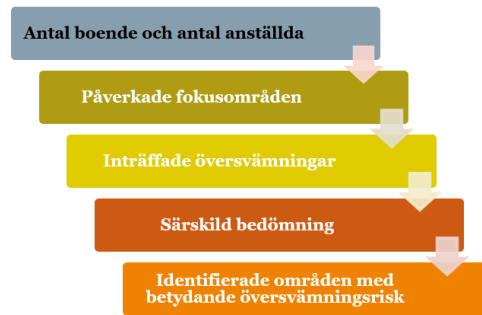 Antal boende och antal anställda
Påverkade fokusområden
Inträffade översvämningar
Särskild bedömning
Identifierade områden med
betydande översvämningsrisk